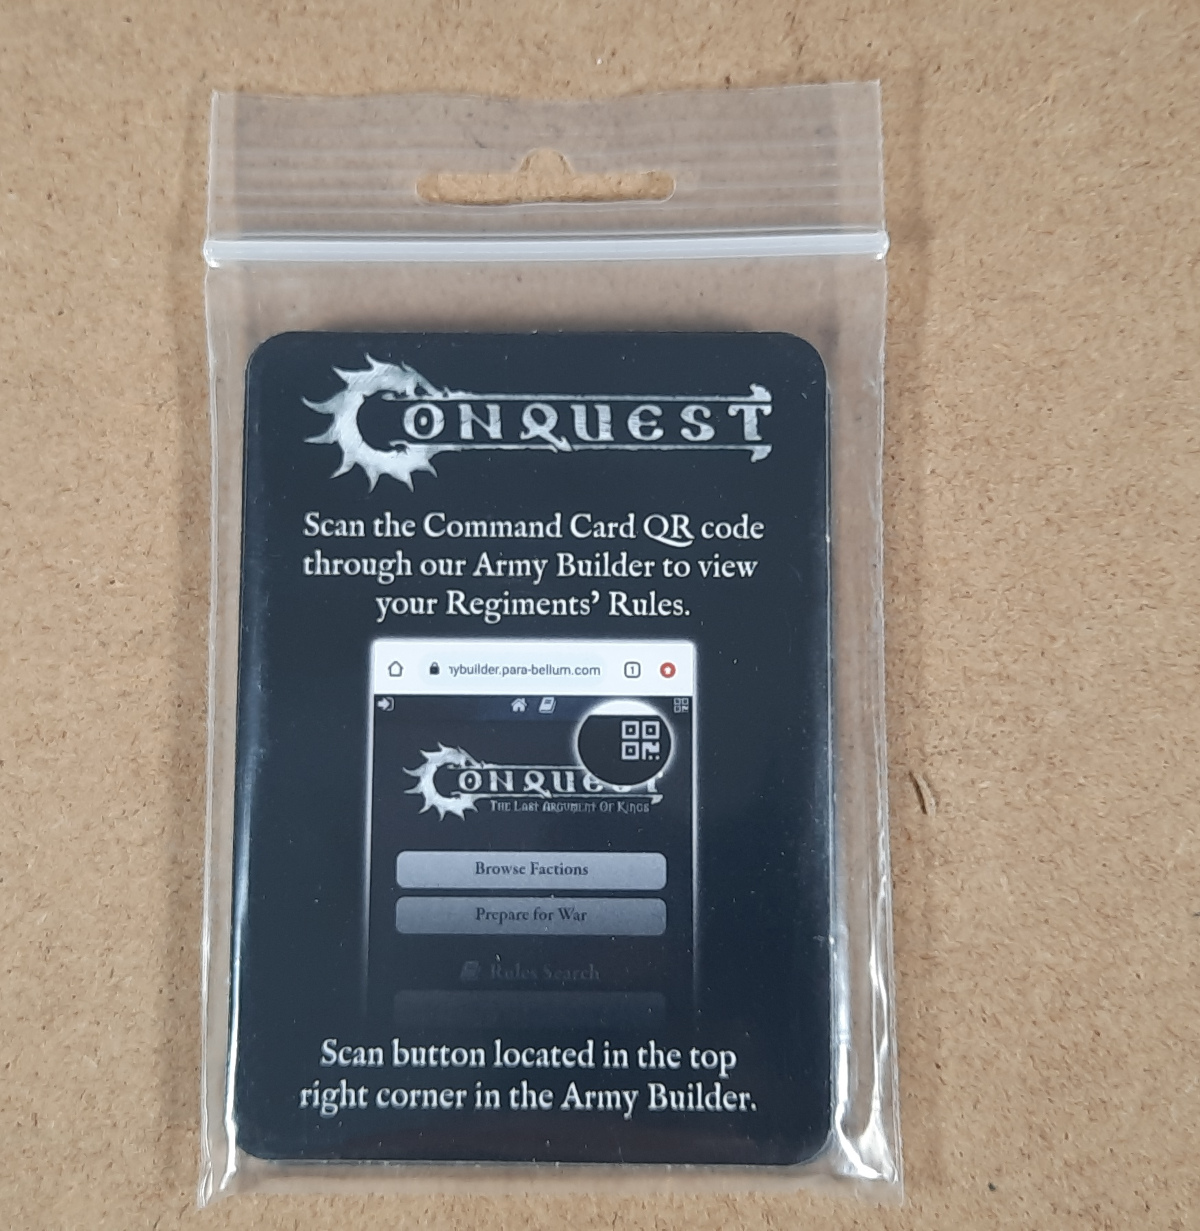 CONQUEST
Scan the Command Card QR code
through our Army Builder to view
your Regiments’ Rules.
ybuilder.para-bellum.com
1
CONQUEST
THE LAST ARGUMENT OF KINGS
Browse Factions
Prepare for War
Rules Search
Scan button located in the top
right corner in the Army Builder.